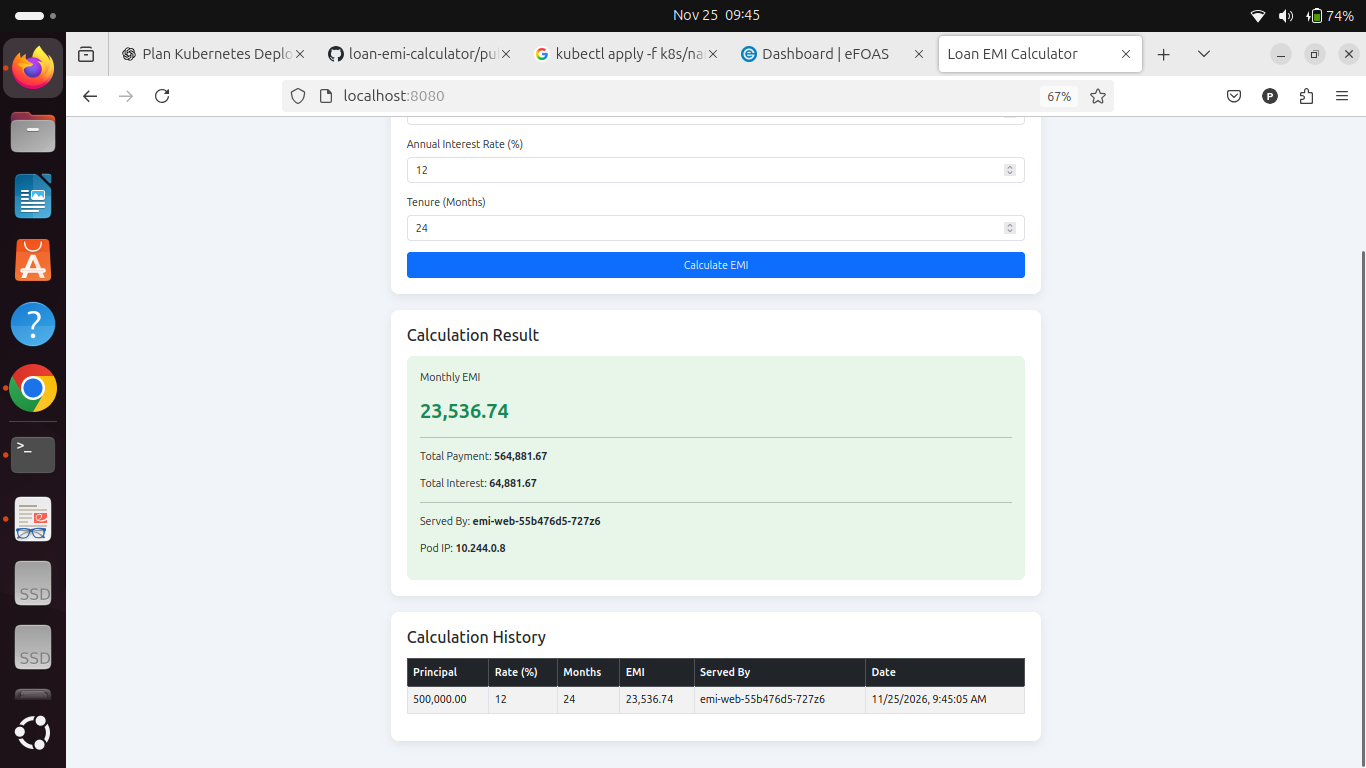 Nov 25 09:45
74%
Plan Kubernetes Deplo
loan-emi-calculator/pu
kubectl apply -f k8s/na
Dashboard | eFOAS
Loan EMI Calculator
localhost:8080
67%
P
Annual Interest Rate (%)
12
Tenure (Months)
24
Calculate EMI
Calculation Result
Monthly EMI
23,536.74
Total Payment: 564,881.67
Total Interest: 64,881.67
Served By: emi-web-55b476d5-727z6
Pod IP: 10.244.0.8
Calculation History
Principal Rate (%) Months EMI Served By Date
500,000.00 12 24 23,536.74 emi-web-55b476d5-727z6 11/25/2026, 9:45:05 AM
SSD
SSD